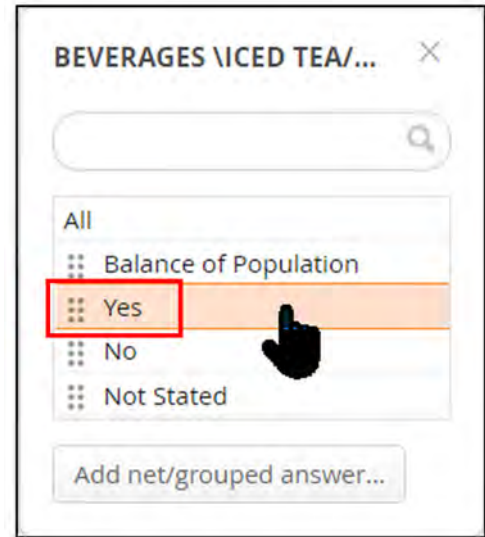 BEVERAGES \ICED TEA/...
All
Balance of Population
Yes
No
Not Stated
Add net/grouped answer...